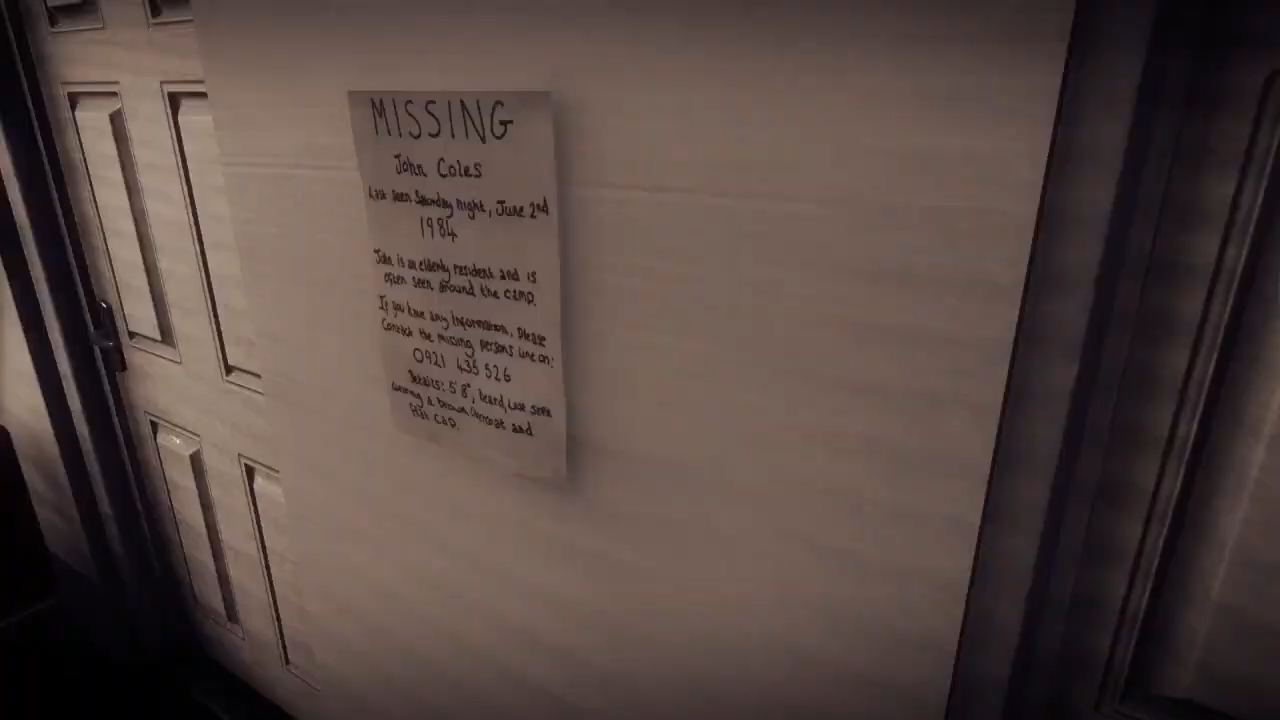 MISSING
John Coles
Last seen Saturday night, June 2nd
1984
John is an elderly resident and is
often seen around the camp.
If you have any information, Please
Contact the missing persons line on:
0921 435 526
Details: 5'8", beard, Last seen
wearing a brown Overcoat and
flat cap.